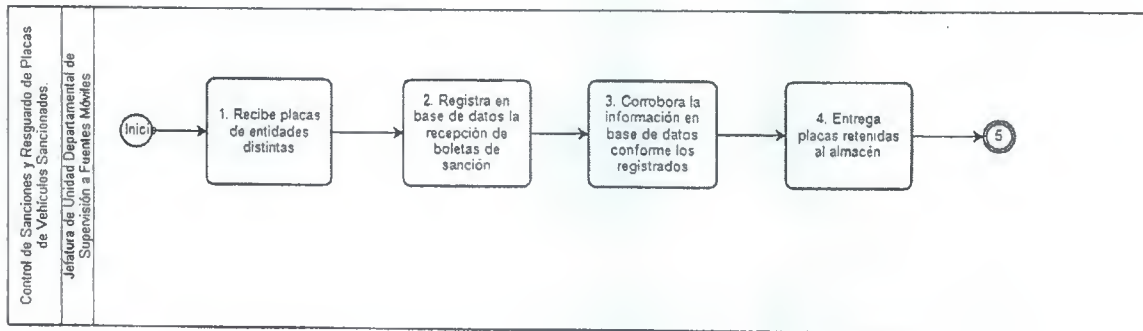 Control de Sanciones y Resguardo de Placas
de Vehículos Sancionados.
Jefatura de Unidad Departamental de
Supervisión a Fuentes Móviles
Inicio
1. Recibe placas
de entidades
distintas
2. Registra en
base de datos la
recepción de
boletas de
sanción
3. Corrobora la
información en
base de datos
conforme los
registrados
4. Entrega
placas retenidas
al almacén
5